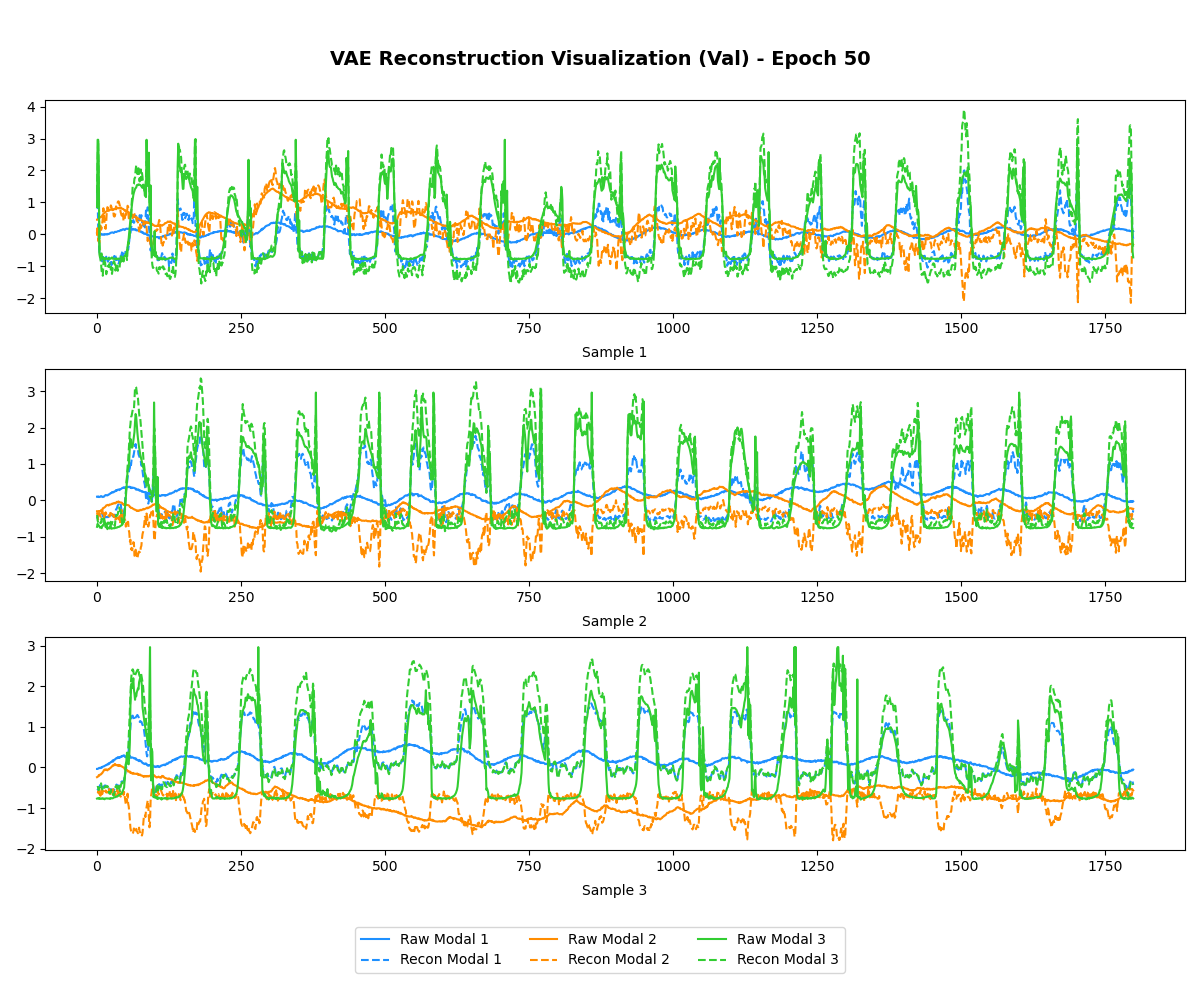 VAE Reconstruction Visualization (Val) - Epoch 50
4
3
2
1
0
−1
−2
0 250 500 750 1000 1250 1500 1750
Sample 1
3
2
1
0
−1
−2
0 250 500 750 1000 1250 1500 1750
Sample 2
3
2
1
0
−1
−2
0 250 500 750 1000 1250 1500 1750
Sample 3
Raw Modal 1 Raw Modal 2 Raw Modal 3
Recon Modal 1 Recon Modal 2 Recon Modal 3